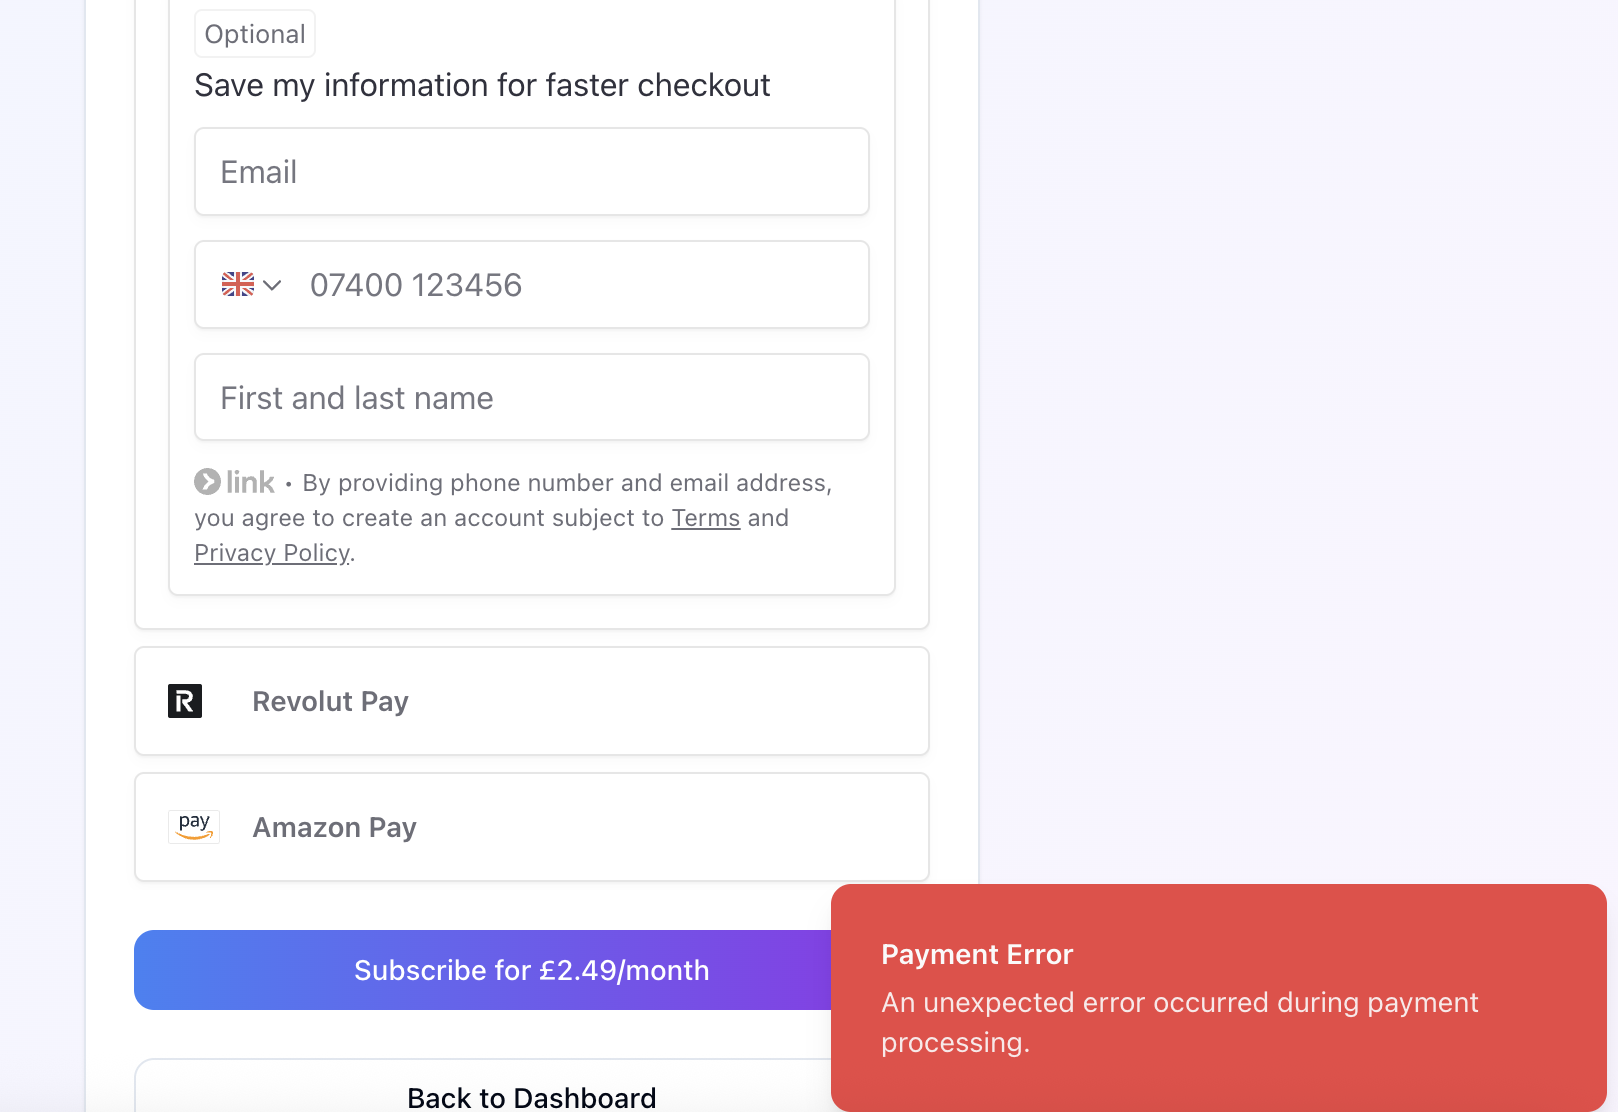 Optional
Save my information for faster checkout
Email
07400 123456
First and last name
link • By providing phone number and email address,
you agree to create an account subject to Terms and
Privacy Policy.
R
Revolut Pay
pay
Amazon Pay
Subscribe for £2.49/month
Back to Dashboard
Payment Error
An unexpected error occurred during payment
processing.